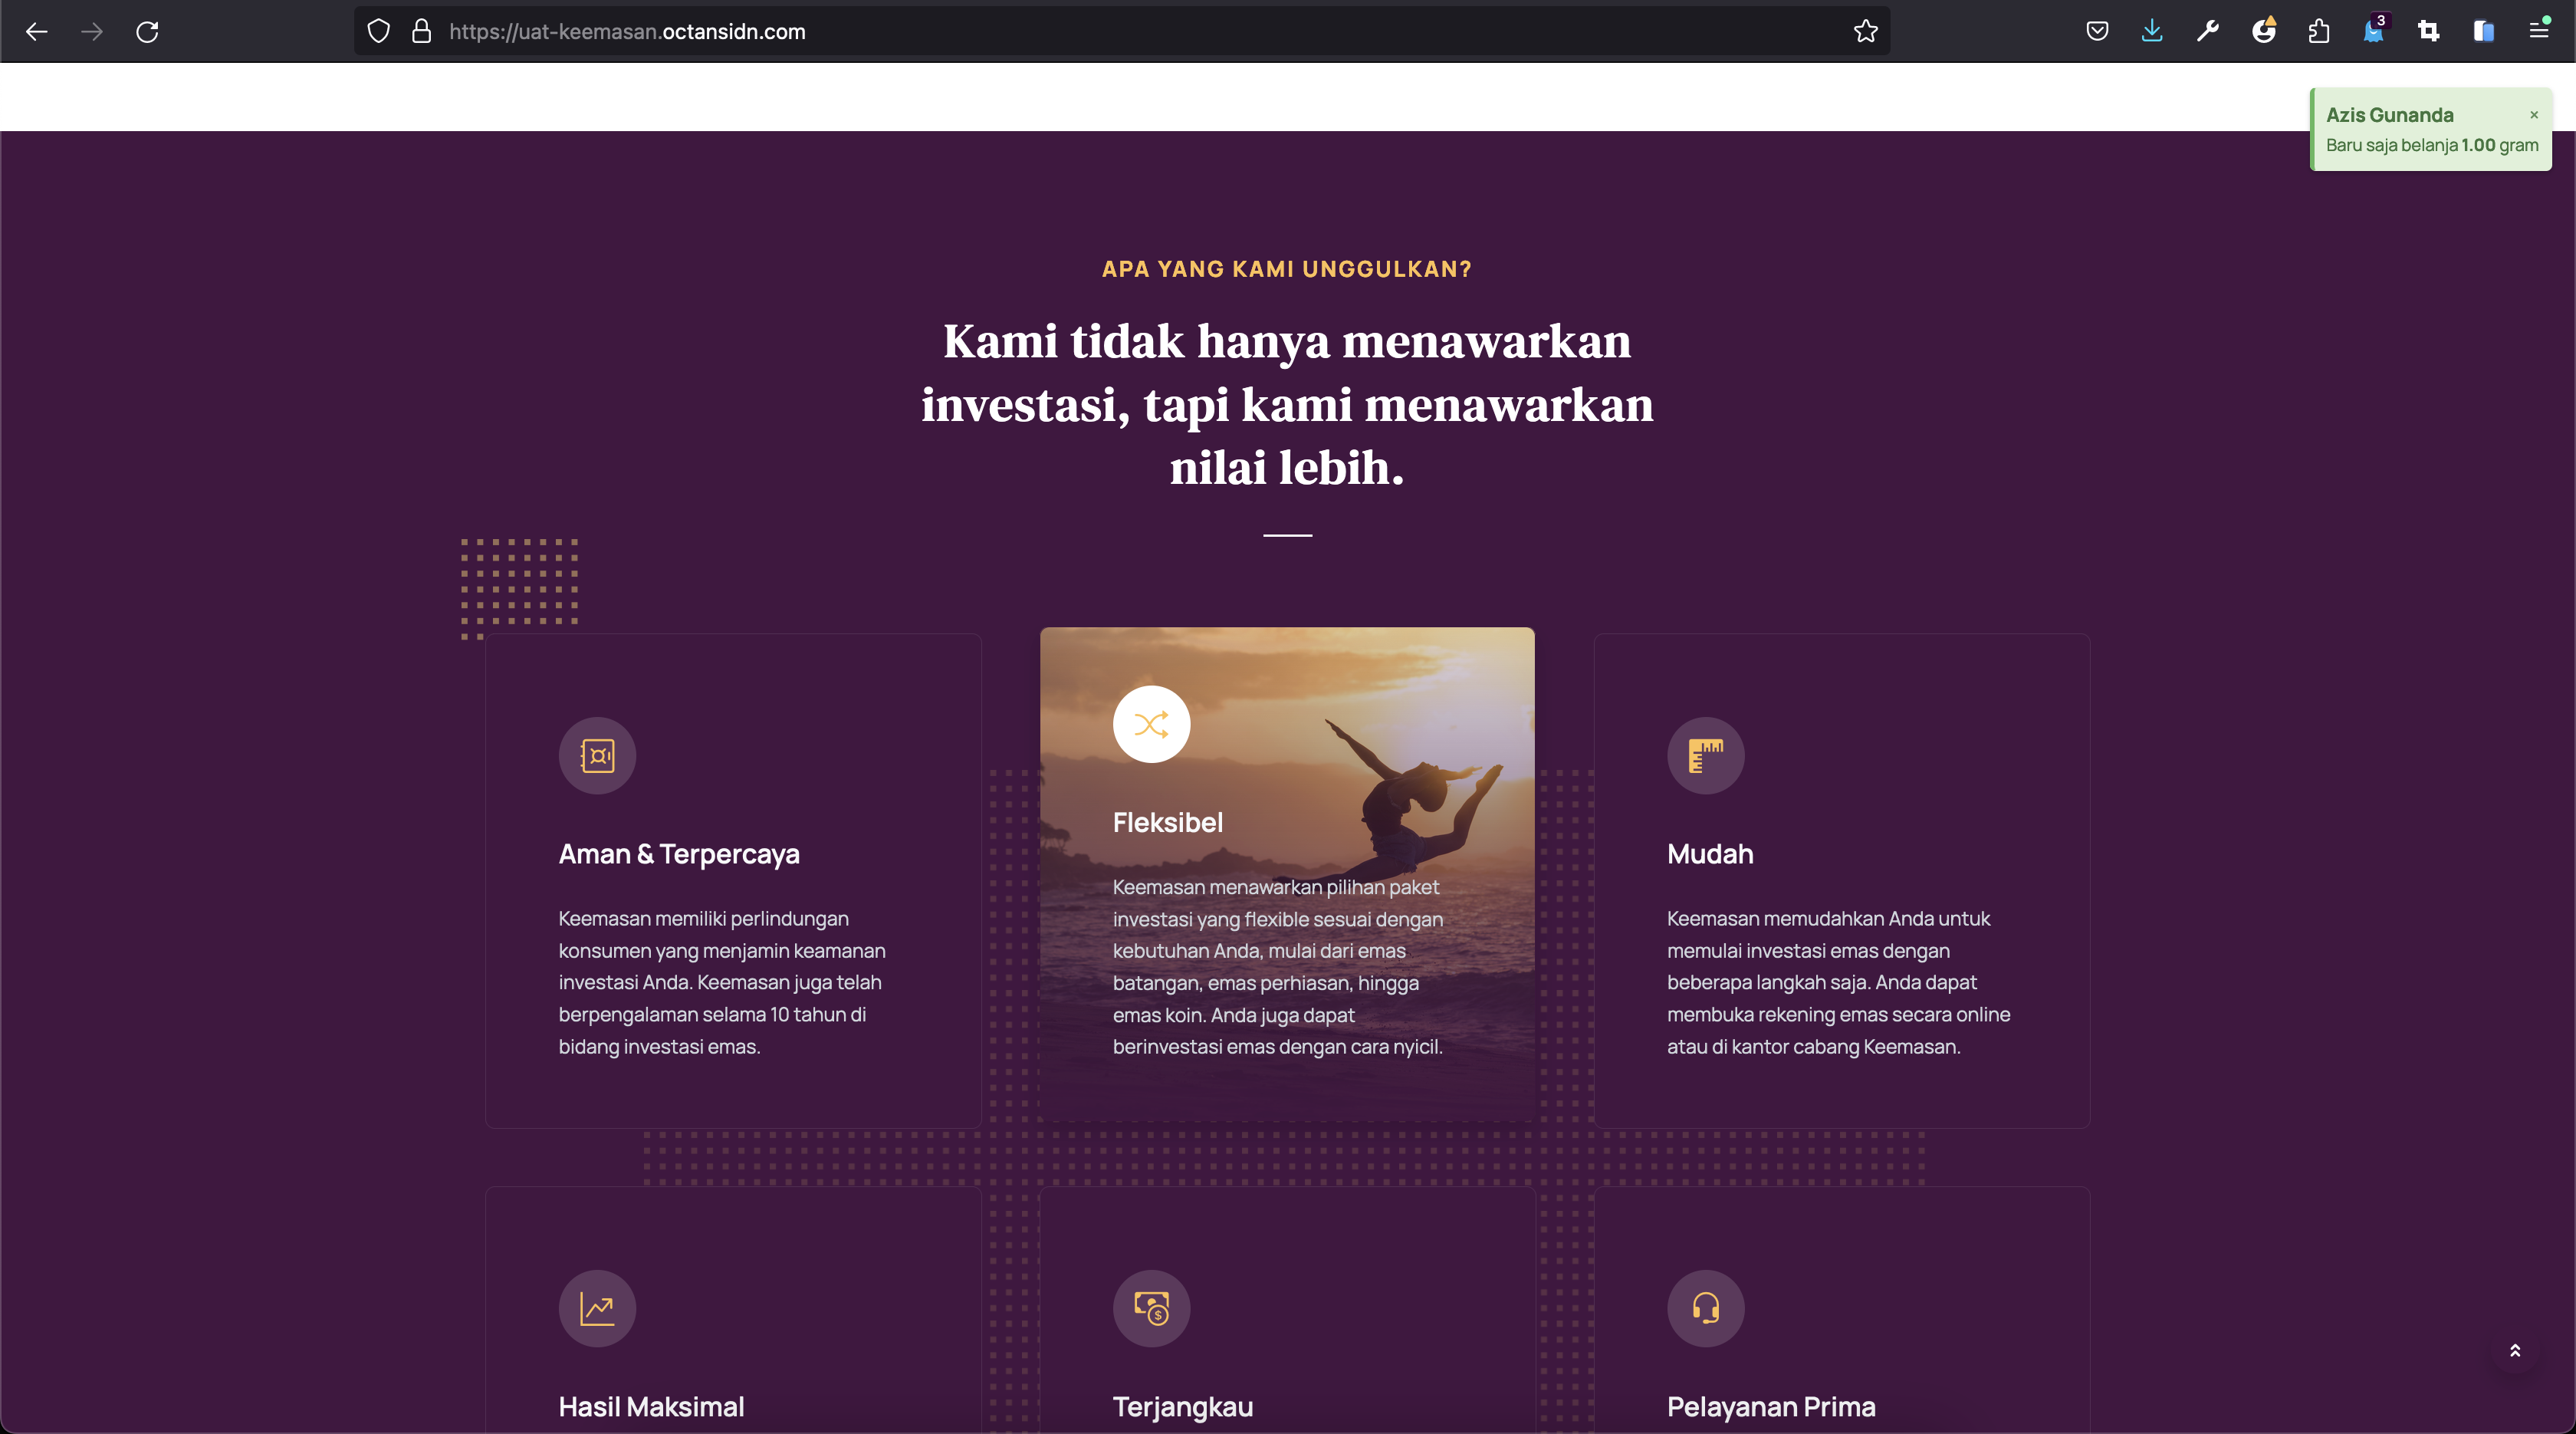 https://uat-keemasan.octansidn.com
3
Azis Gunanda
×
Baru saja belanja 1.00 gram
APA YANG KAMI UNGGULKAN?
Kami tidak hanya menawarkan
investasi, tapi kami menawarkan
nilai lebih.
Aman & Terpercaya
Keemasan memiliki perlindungan
konsumen yang menjamin keamanan
investasi Anda. Keemasan juga telah
berpengalaman selama 10 tahun di
bidang investasi emas.
Fleksibel
Keemasan menawarkan pilihan paket
investasi yang flexible sesuai dengan
kebutuhan Anda, mulai dari emas
batangan, emas perhiasan, hingga
emas koin. Anda juga dapat
berinvestasi emas dengan cara nyicil.
Mudah
Keemasan memudahkan Anda untuk
memulai investasi emas dengan
beberapa langkah saja. Anda dapat
membuka rekening emas secara online
atau di kantor cabang Keemasan.
Hasil Maksimal
Terjangkau
Pelayanan Prima